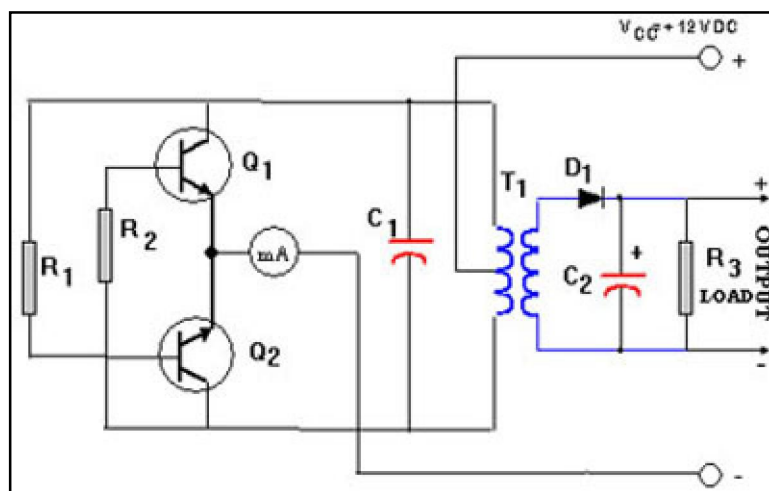 VCC=+12VDC
+
Q1
D1
T1
+
C1
R2
mA
+
R1
C2
R3
LOAD
OUTPUT
Q2
-
-